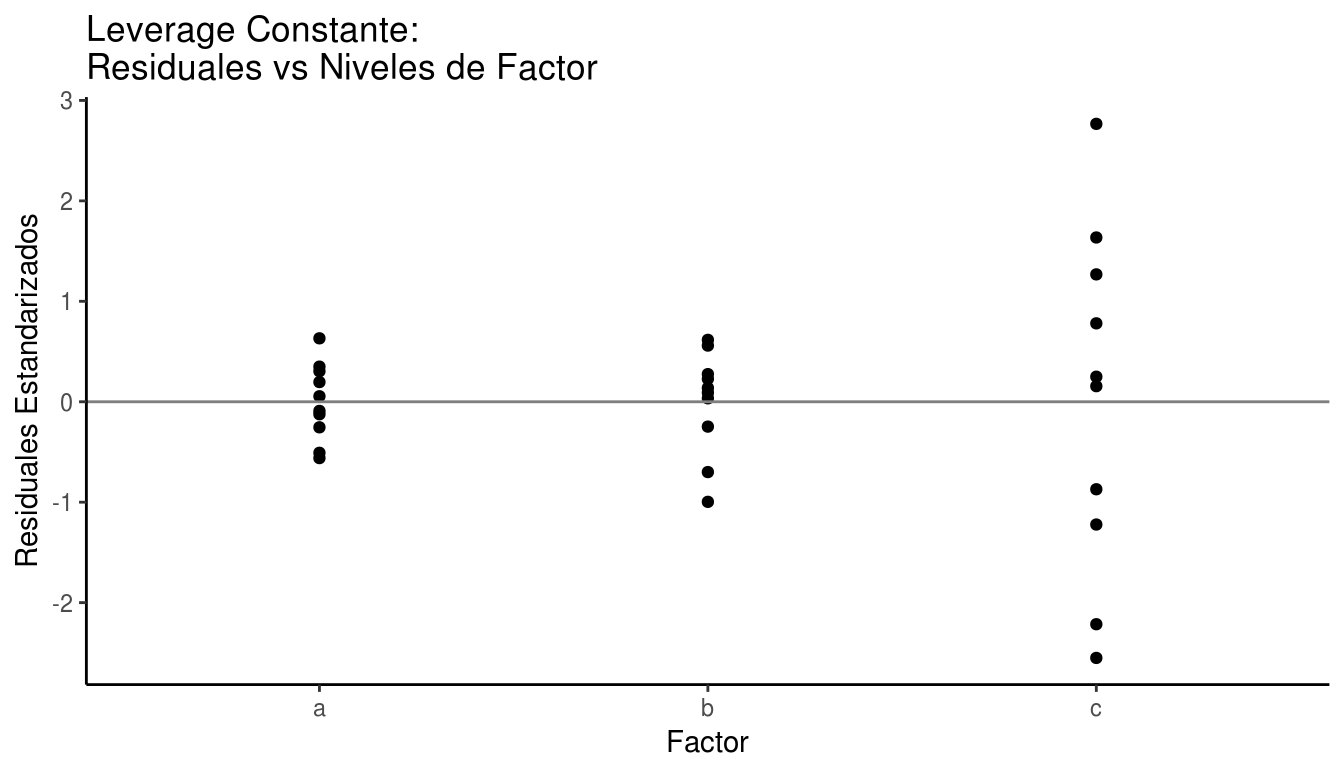 Leverage Constante:
Residuales vs Niveles de Factor
Residuales Estandarizados
3
2
1
0
-1
-2
a
b
c
Factor